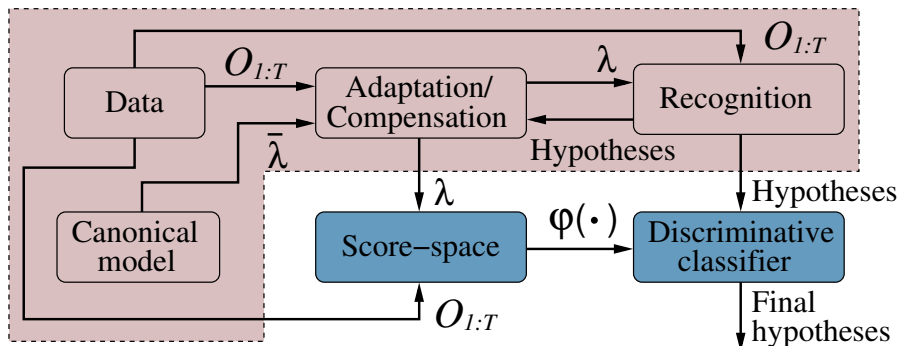 O1:T
O1:T
λ
Data
Adaptation/
Compensation
Recognition
λ̄
Hypotheses
λ
Hypotheses
Canonical
model
Score−space
φ(·)
Discriminative
classifier
O1:T
Final
hypotheses